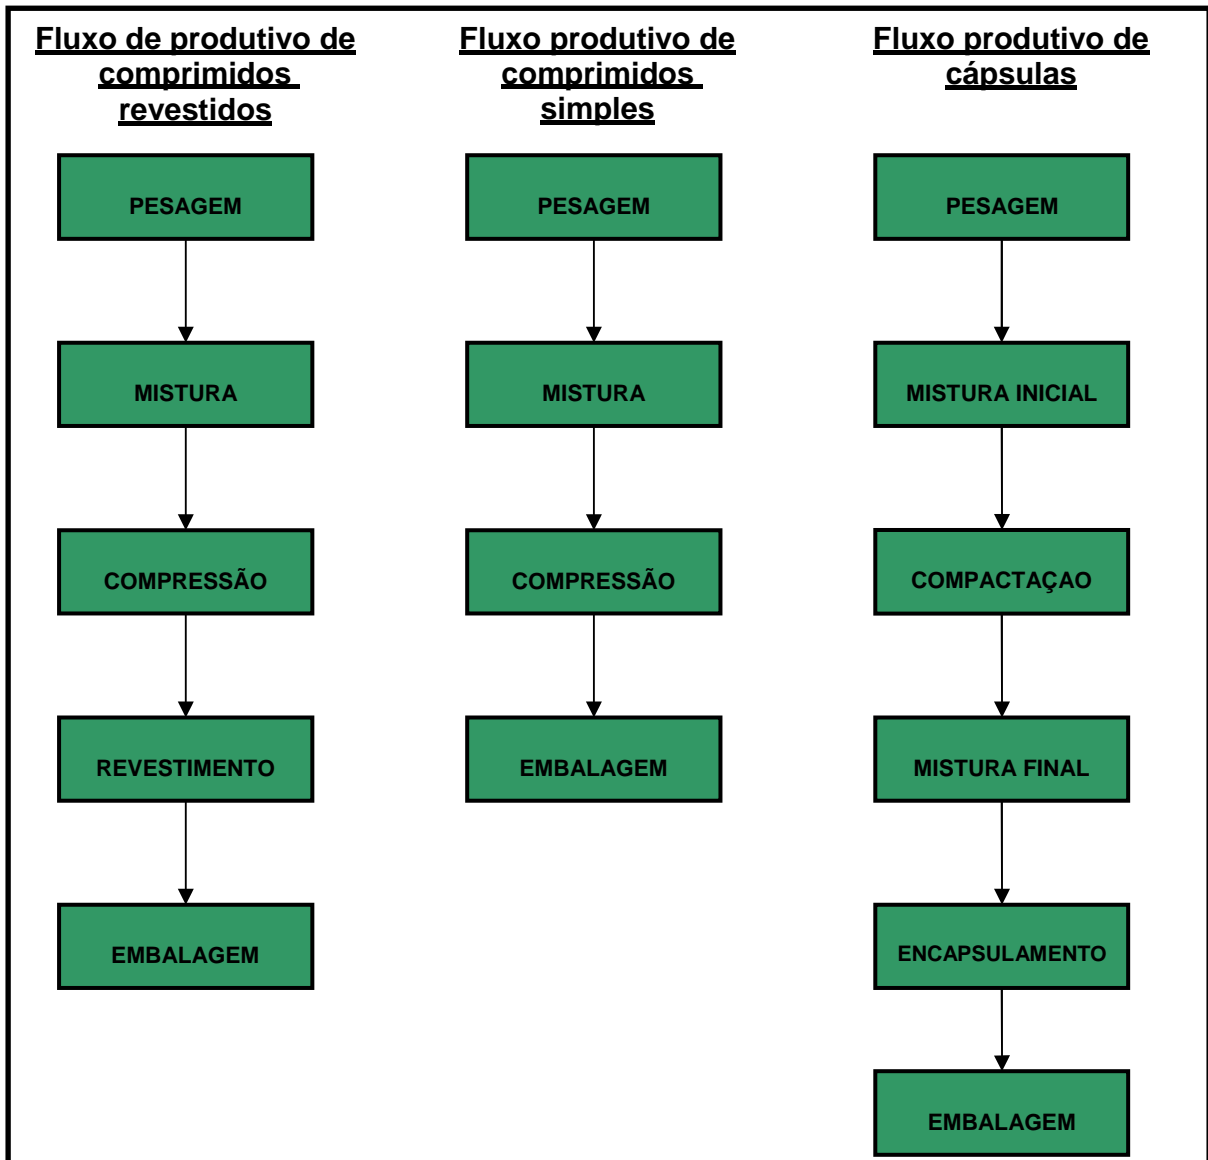 Fluxo de produtivo de
comprimidos
revestidos
PESAGEM
MISTURA
COMPRESSÃO
REVESTIMENTO
EMBALAGEM
Fluxo produtivo de
comprimidos
simples
PESAGEM
MISTURA
COMPRESSÃO
EMBALAGEM
Fluxo produtivo de
cápsulas
PESAGEM
MISTURA INICIAL
COMPACTAÇAO
MISTURA FINAL
ENCAPSULAMENTO
EMBALAGEM